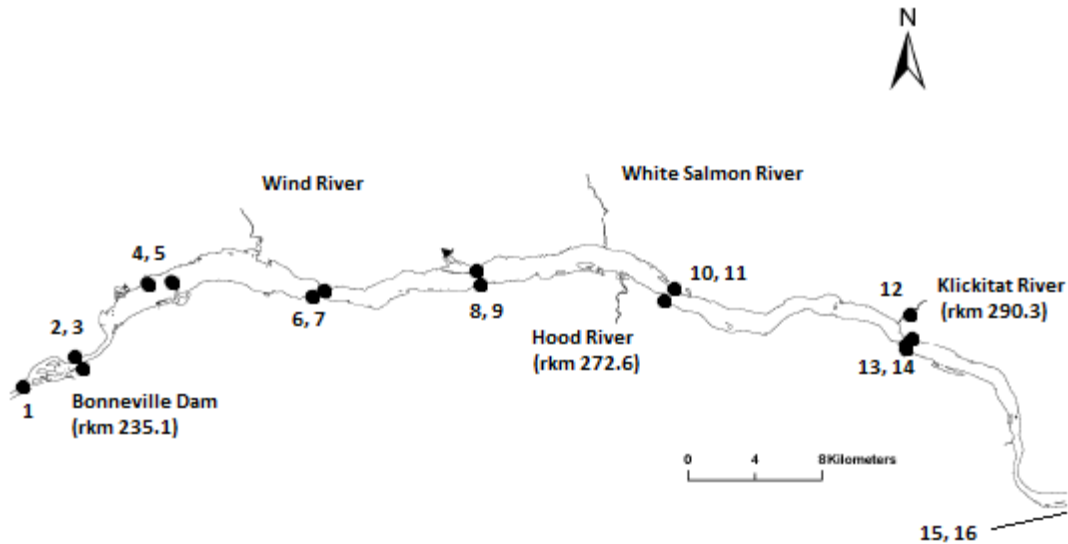 N
Wind River
White Salmon River
4, 5
10, 11
12
Klickitat River
(rkm 290.3)
6, 7
8, 9
Hood River
(rkm 272.6)
2, 3
13, 14
1
Bonneville Dam
(rkm 235.1)
0 4 8Kilometers
15, 16